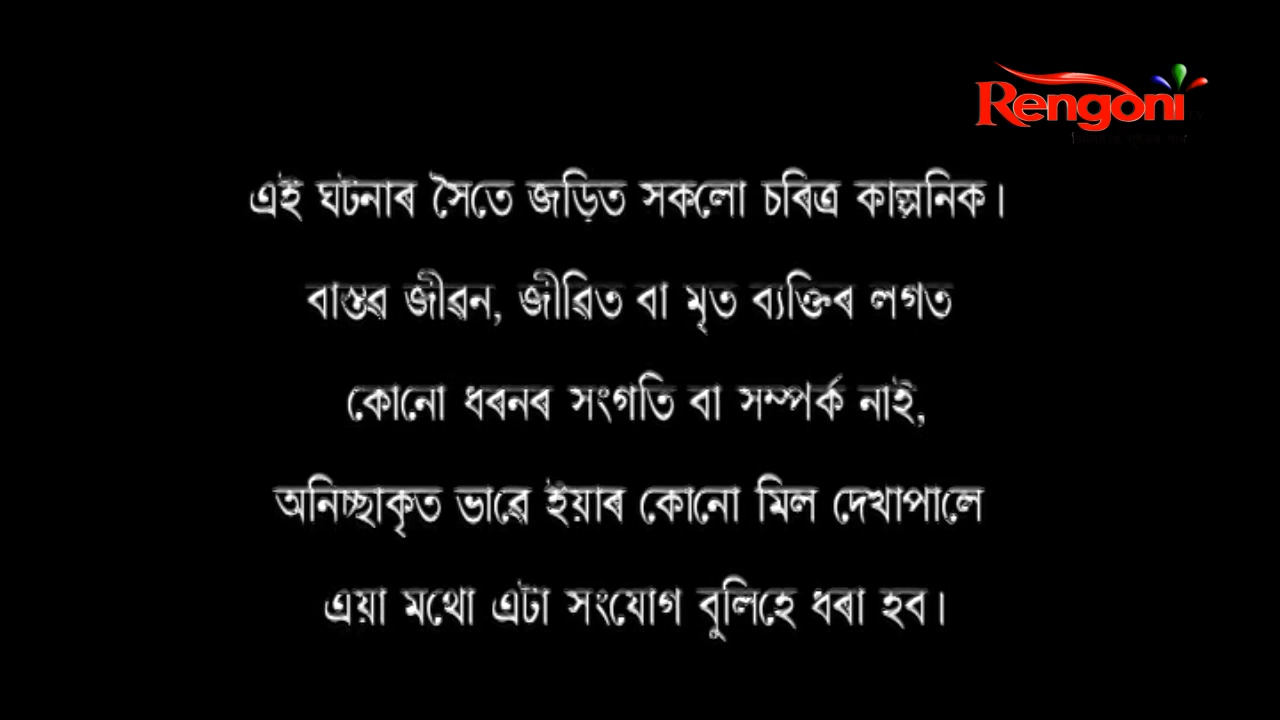 Rengoni
এই ঘটনাৰ সৈতে জড়িত সকলো চৰিত্ৰ কাল্পনিক।
বাস্তৱ জীৱন, জীৱিত বা মৃত ব্যক্তিৰ লগত
কোনো ধৰনৰ সংগতি বা সম্পৰ্ক নাই,
অনিচ্ছাকৃত ভাৱে ইয়াৰ কোনো মিল দেখাপালে
এয়া মথো এটা সংযোগ বুলিহে ধৰা হব।